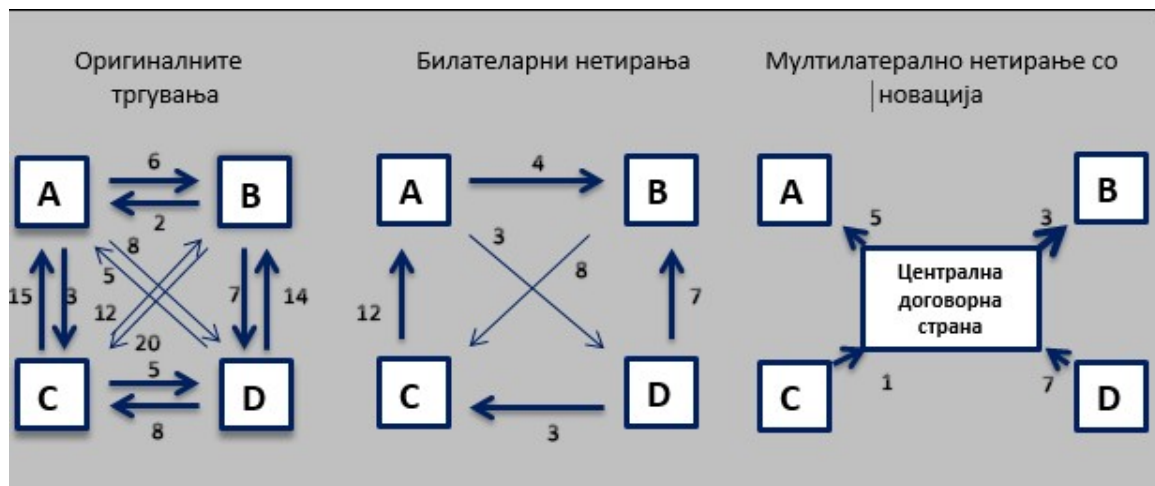 Оригиналните
тргувања
Билателарни нетирања
Мултилатерално нетирање со
новација
A
6
B
2
8
5
15
3
12
7
14
20
C
5
D
8
A
4
B
3
8
12
7
C
D
3
A
B
5
3
Централна
договорна
страна
C
1
7
D